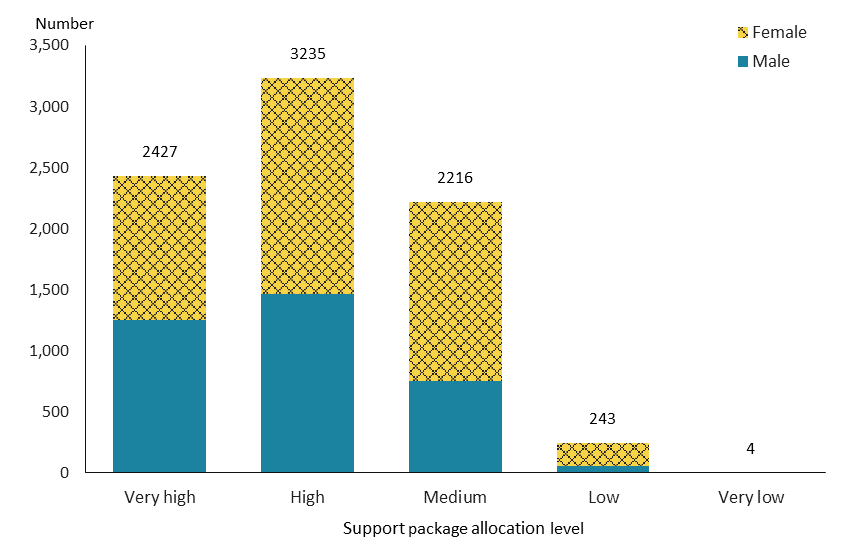 Number
Female
Male
3,500
3,000
2,500
2,000
1,500
1,000
500
0
2427
3235
2216
243
4
Very high
High
Medium
Low
Very low
Support package allocation level